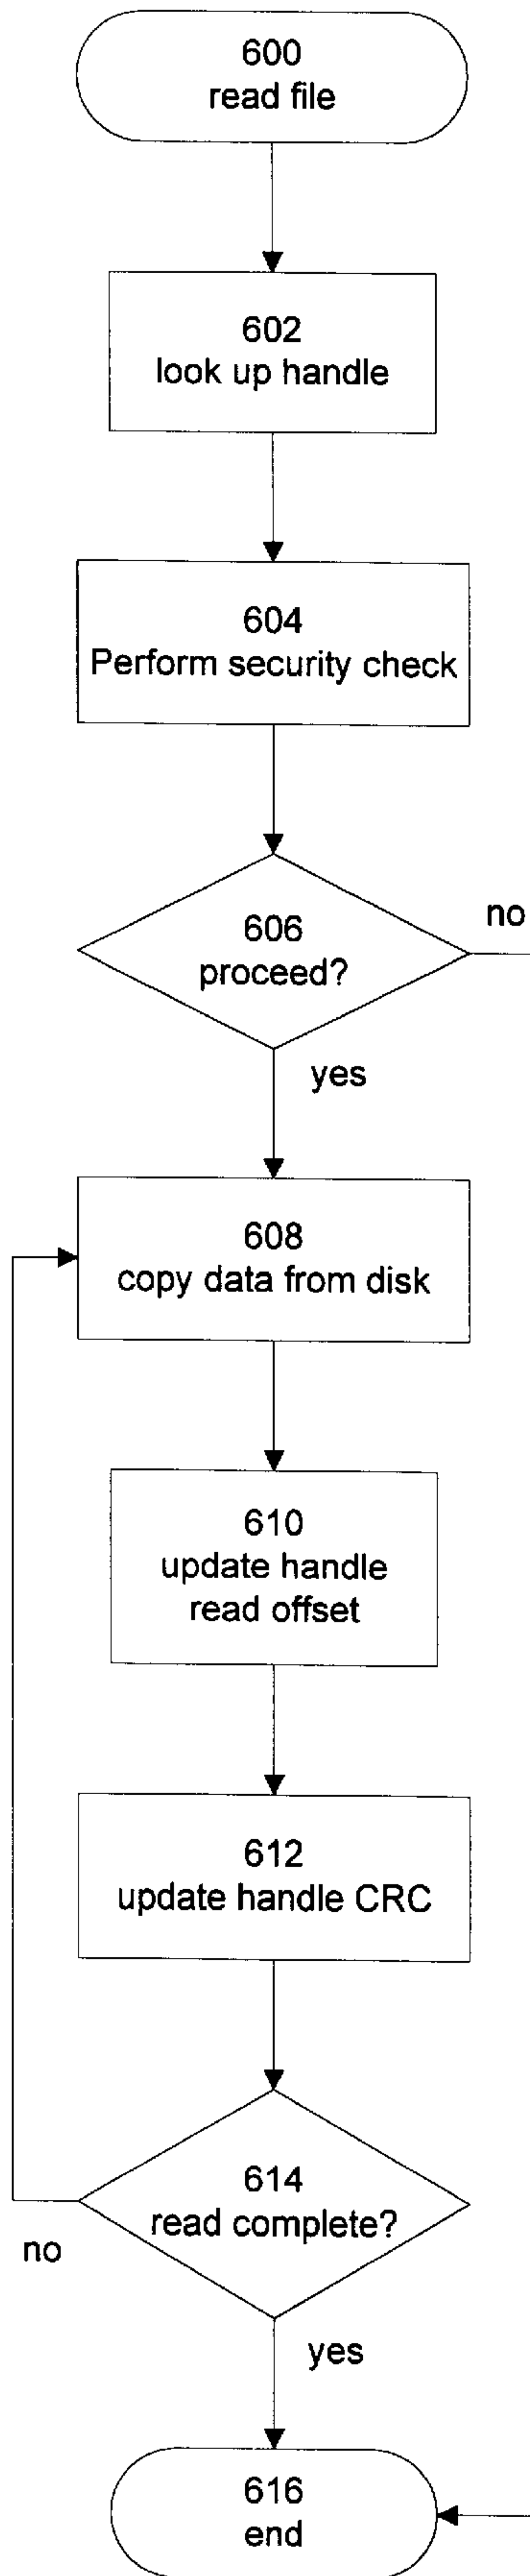 600
read file
602
look up handle
604
Perform security check
606
proceed?
no
yes
608
copy data from disk
610
update handle
read offset
612
update handle CRC
614
read complete?
no
yes
616
end